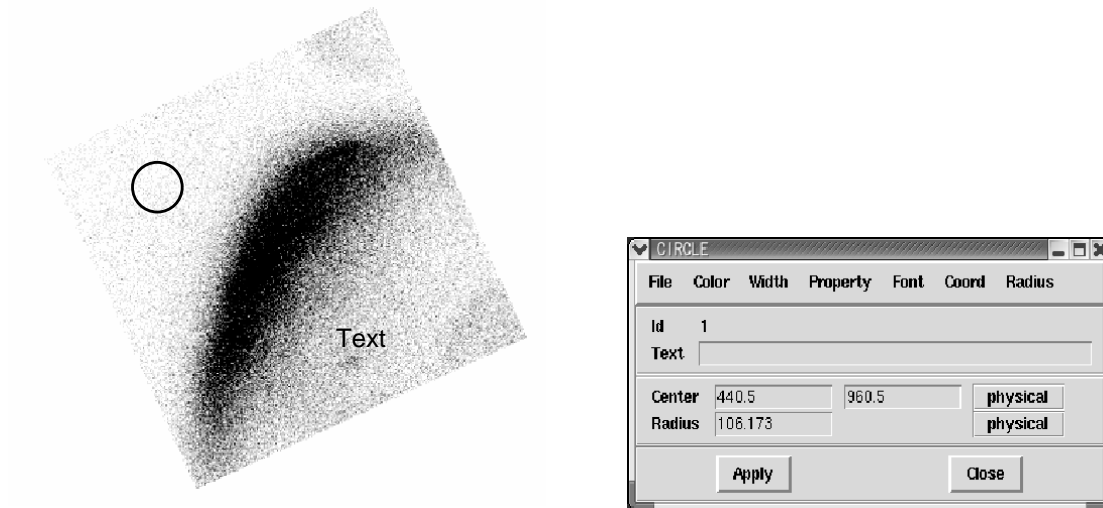 Text
CIRCLE
File Color Width Property Font Coord Radius
Id 1
Text
Center 440.5 960.5 physical
Radius 106.173 physical
Apply Close